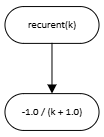 recurent(k)
-1.0 / (k + 1.0)